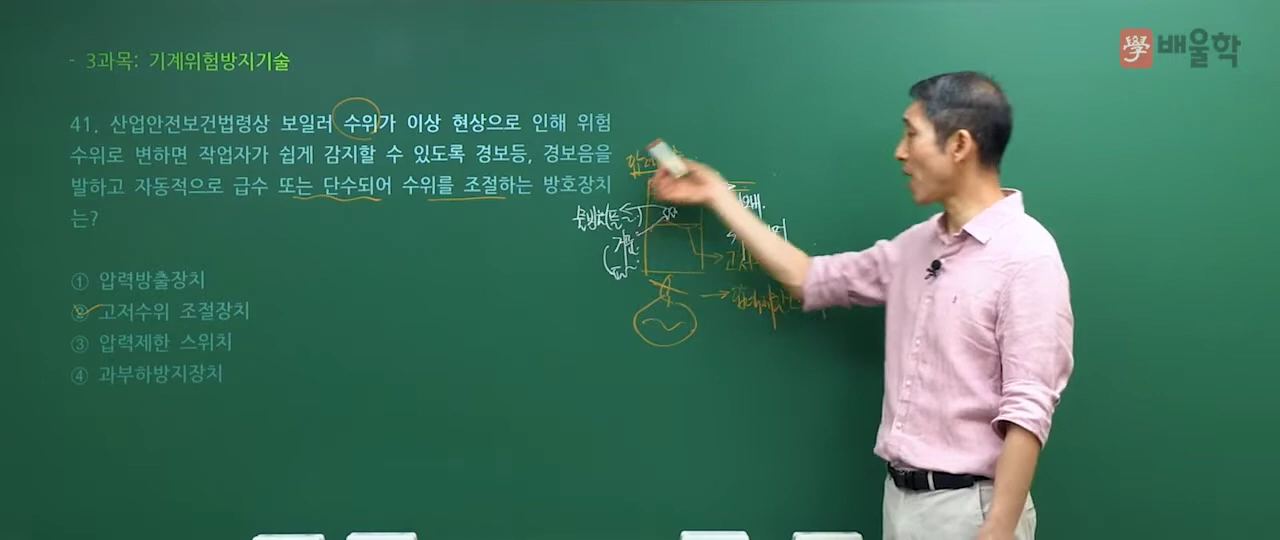 學 배울학
- 3과목: 기계위험방지기술
41. 산업안전보건법령상 보일러 수위가 이상 현상으로 인해 위험
수위로 변하면 작업자가 쉽게 감지할 수 있도록 경보등, 경보음을
발하고 자동적으로 급수 또는 단수되어 수위를 조절하는 방호장치
는?
① 압력방출장치
② 고저수위 조절장치
③ 압력제한 스위치
④ 과부하방지장치